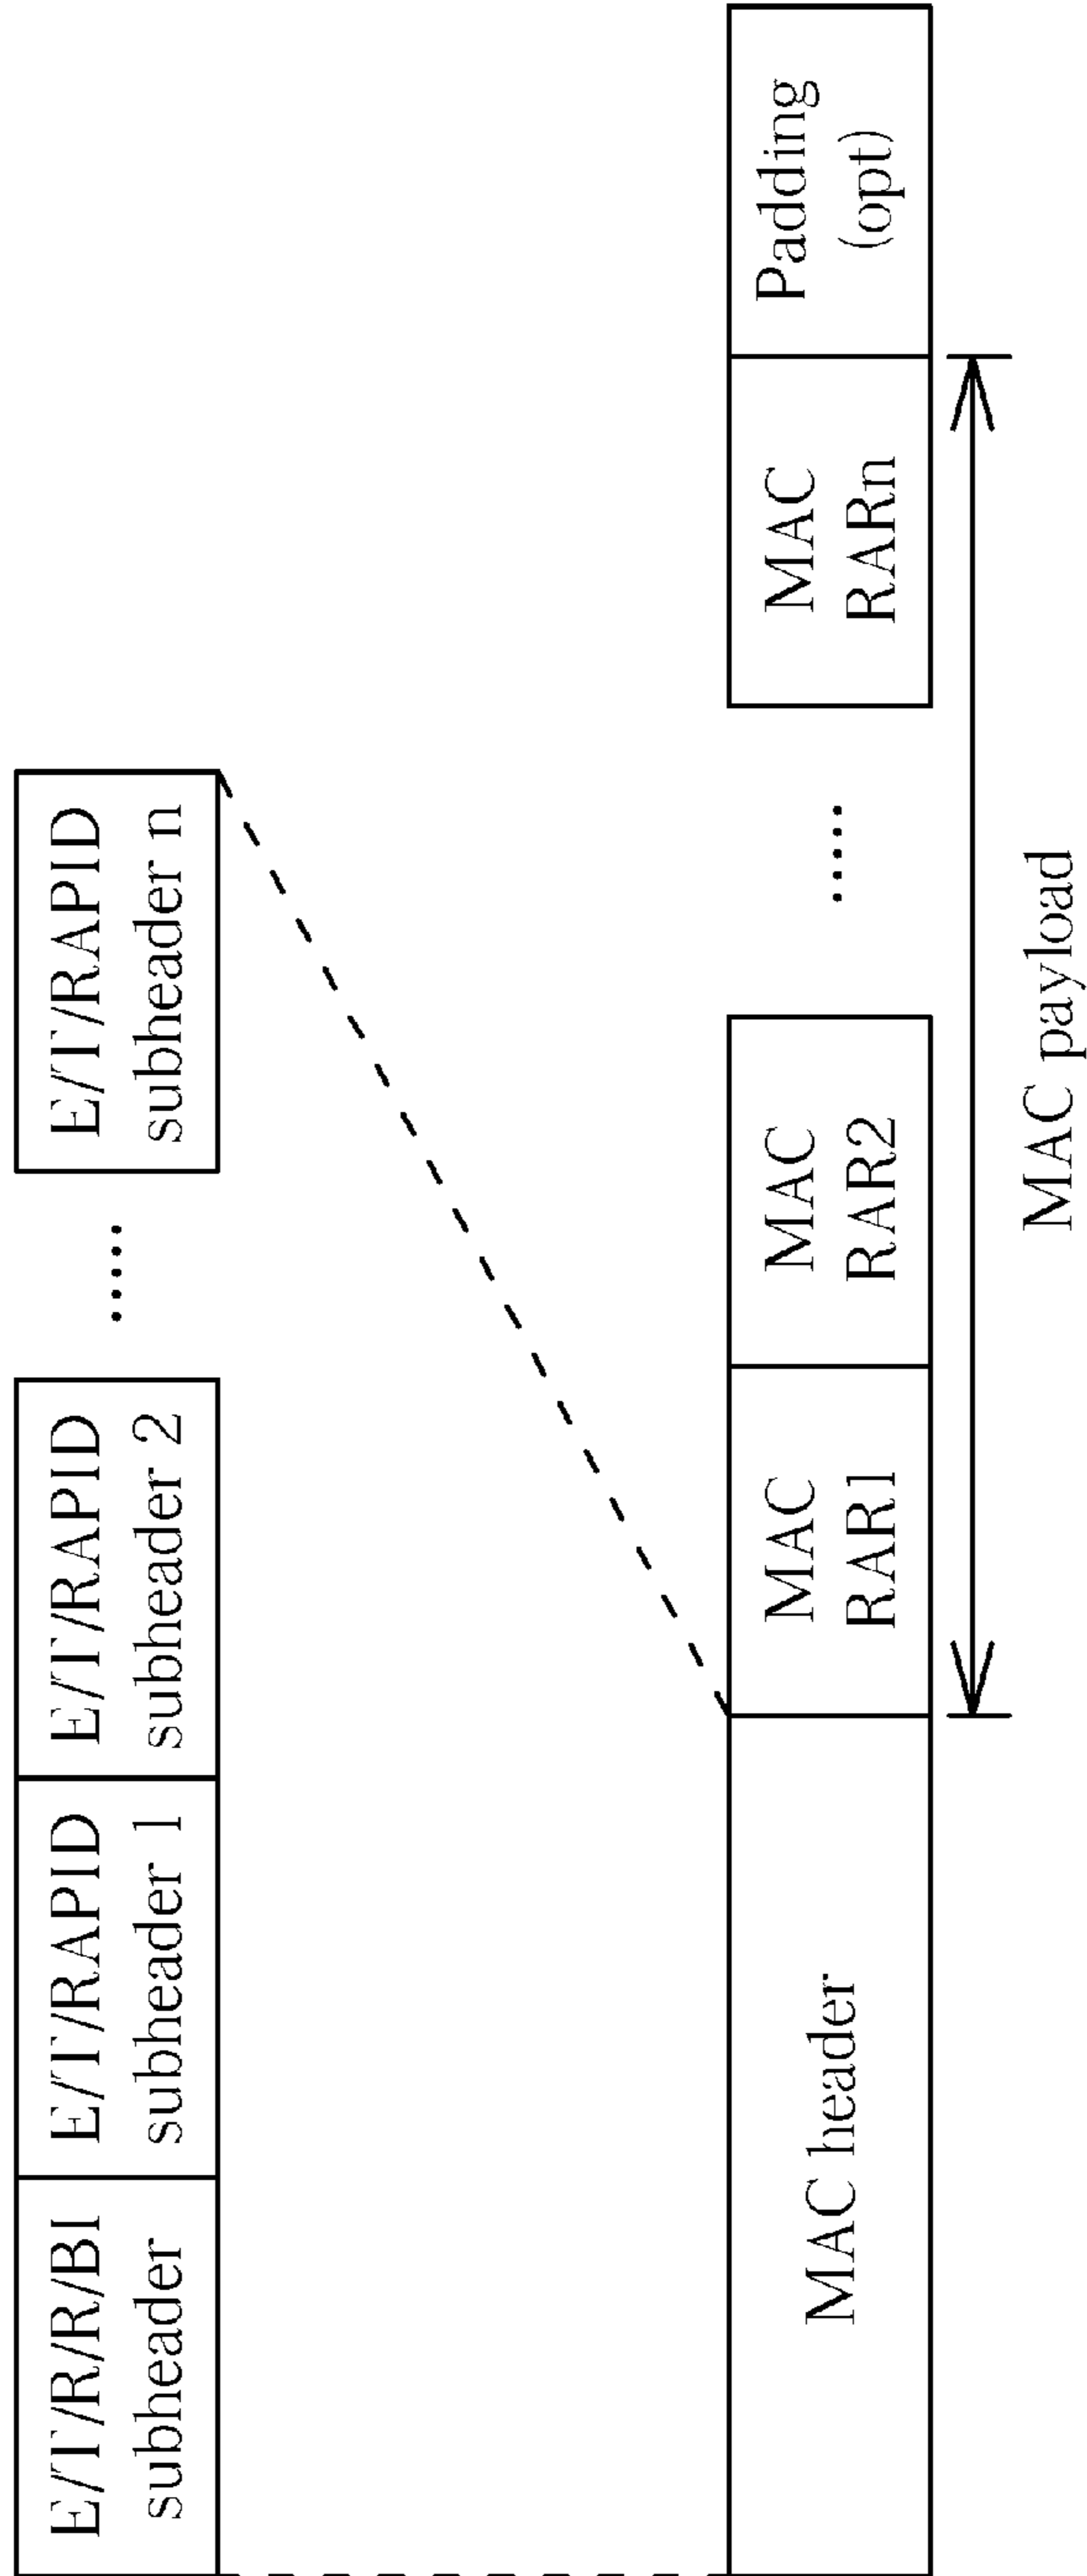 E/T/R/R/BI
subheader
E/T/RAPID
subheader 1
E/T/RAPID
subheader 2
.....
E/T/RAPID
subheader n
MAC header
MAC
RAR1
MAC
RAR2
.....
MAC
RARn
Padding
(opt)
MAC payload